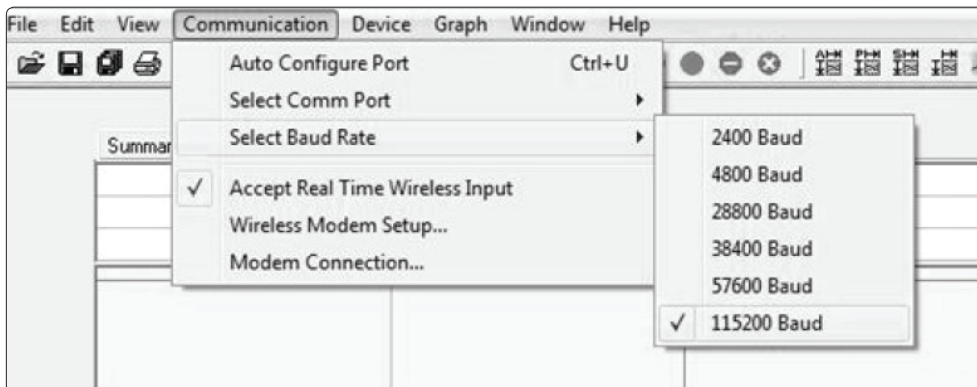 File Edit View Communication Device Graph Window Help
Auto Configure Port Ctrl+U
Select Comm Port
Select Baud Rate
Summar
Accept Real Time Wireless Input
Wireless Modem Setup...
Modem Connection...
2400 Baud
4800 Baud
28800 Baud
38400 Baud
57600 Baud
115200 Baud